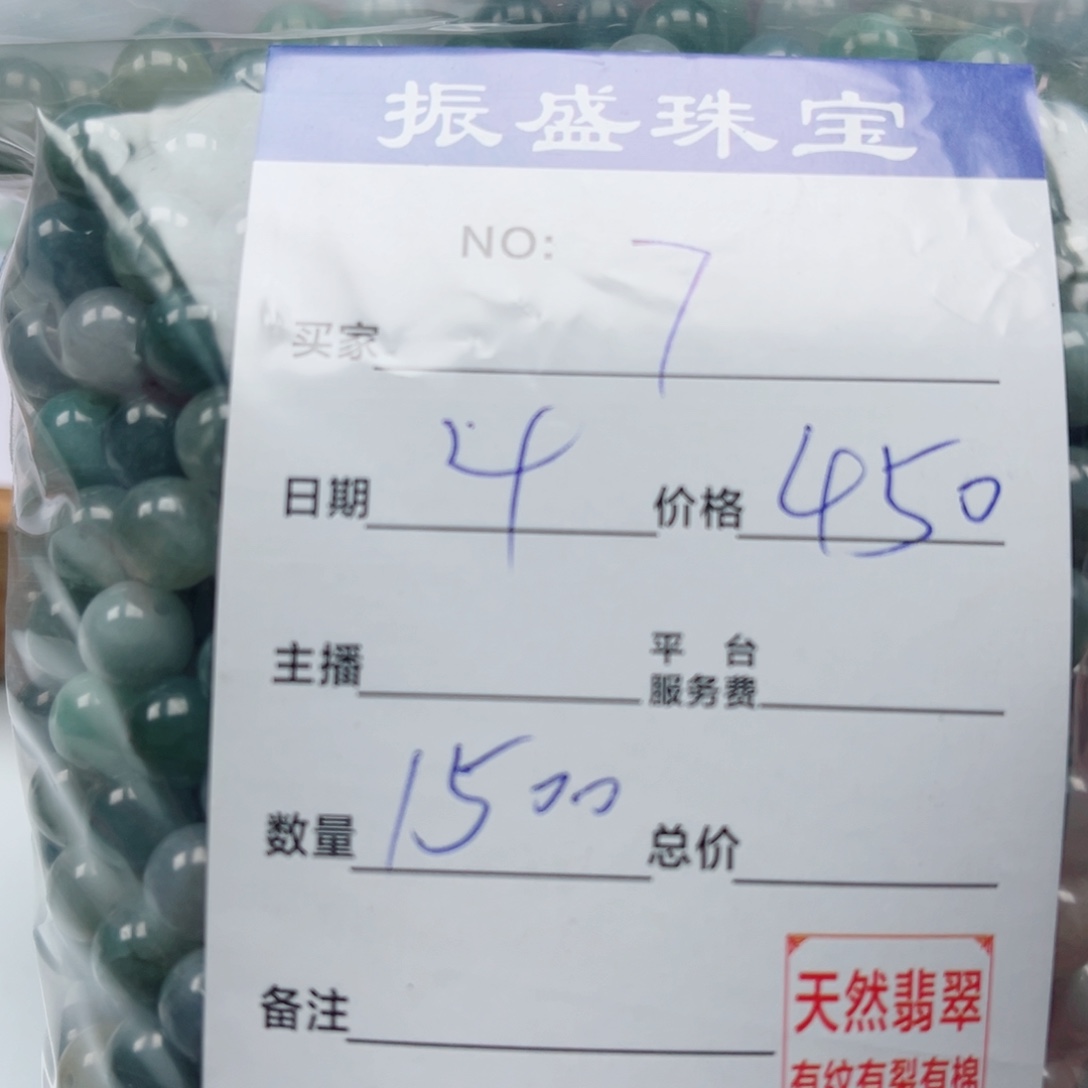 振盛珠宝
NO: 7
买家
日期 4 价格 450
主播 平台服务费
数量 1500 总价
备注
天然翡翠
有纹有裂有棉